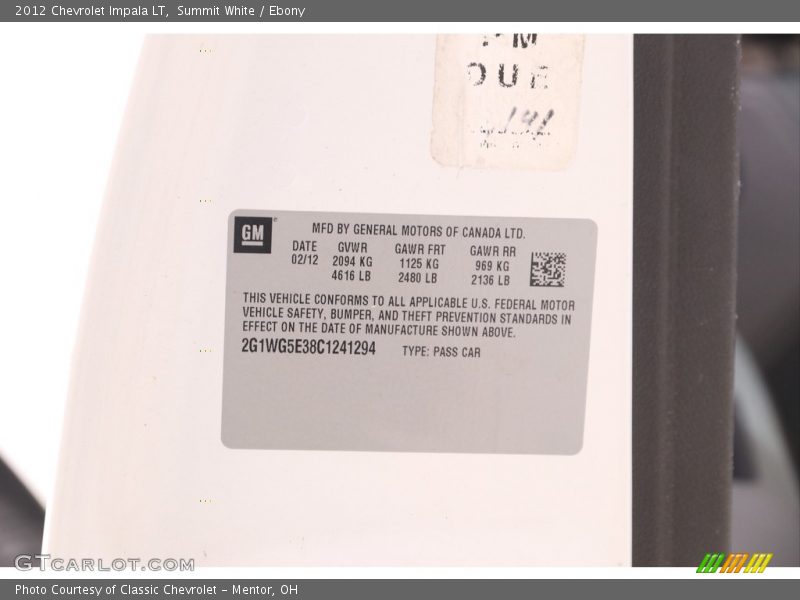 2012 Chevrolet Impala LT, Summit White / Ebony
PM
DUE
GM
MFD BY GENERAL MOTORS OF CANADA LTD.
DATE GVWR GAWR FRT GAWR RR
02/12 2094 KG 1125 KG 969 KG
4616 LB 2480 LB 2136 LB
THIS VEHICLE CONFORMS TO ALL APPLICABLE U.S. FEDERAL MOTOR
VEHICLE SAFETY, BUMPER, AND THEFT PREVENTION STANDARDS IN
EFFECT ON THE DATE OF MANUFACTURE SHOWN ABOVE.
2G1WG5E38C1241294 TYPE: PASS CAR
GTCARLOT.COM
Photo Courtesy of Classic Chevrolet - Mentor, OH